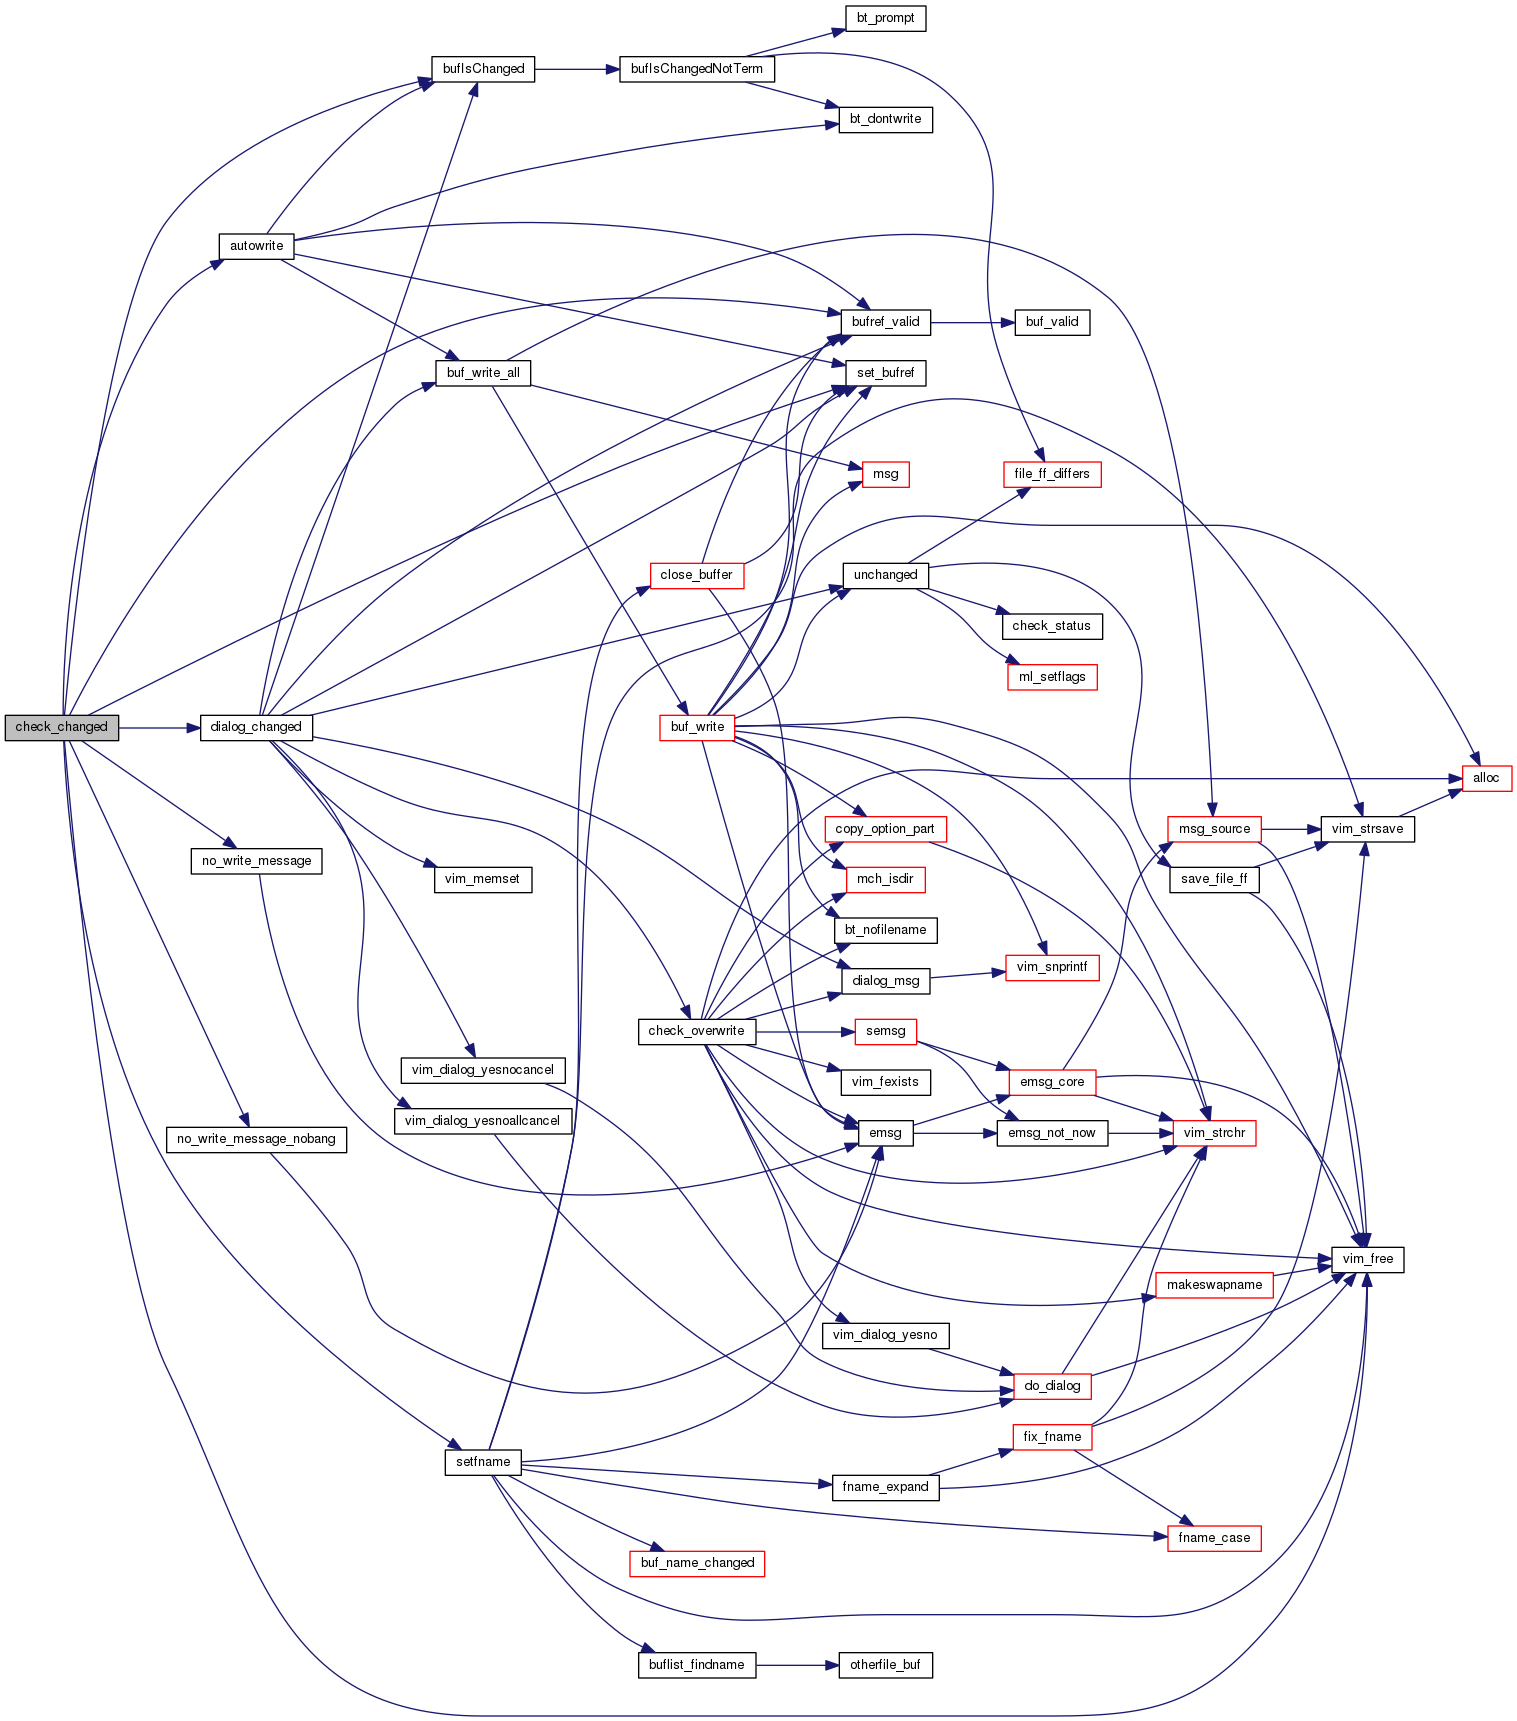 bt_prompt
bufIsChanged
bufIsChangedNotTerm
bt_dontwrite
autowrite
bufref_valid
buf_valid
buf_write_all
set_bufref
msg
file_ff_differs
close_buffer
unchanged
check_status
ml_setflags
check_changed
dialog_changed
buf_write
alloc
copy_option_part
msg_source
vim_strsave
no_write_message
vim_memset
mch_isdir
save_file_ff
bt_nofilename
dialog_msg
vim_snprintf
check_overwrite
semsg
vim_dialog_yesnocancel
vim_fexists
emsg_core
vim_dialog_yesnoallcancel
no_write_message_nobang
emsg
emsg_not_now
vim_strchr
vim_free
makeswapname
vim_dialog_yesno
do_dialog
fix_fname
setfname
fname_expand
fname_case
buf_name_changed
buflist_findname
otherfile_buf